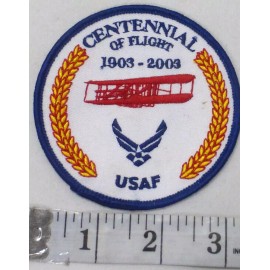 CENTENNIAL
OF FLIGHT
1903 - 2003
USAF
1 2 3